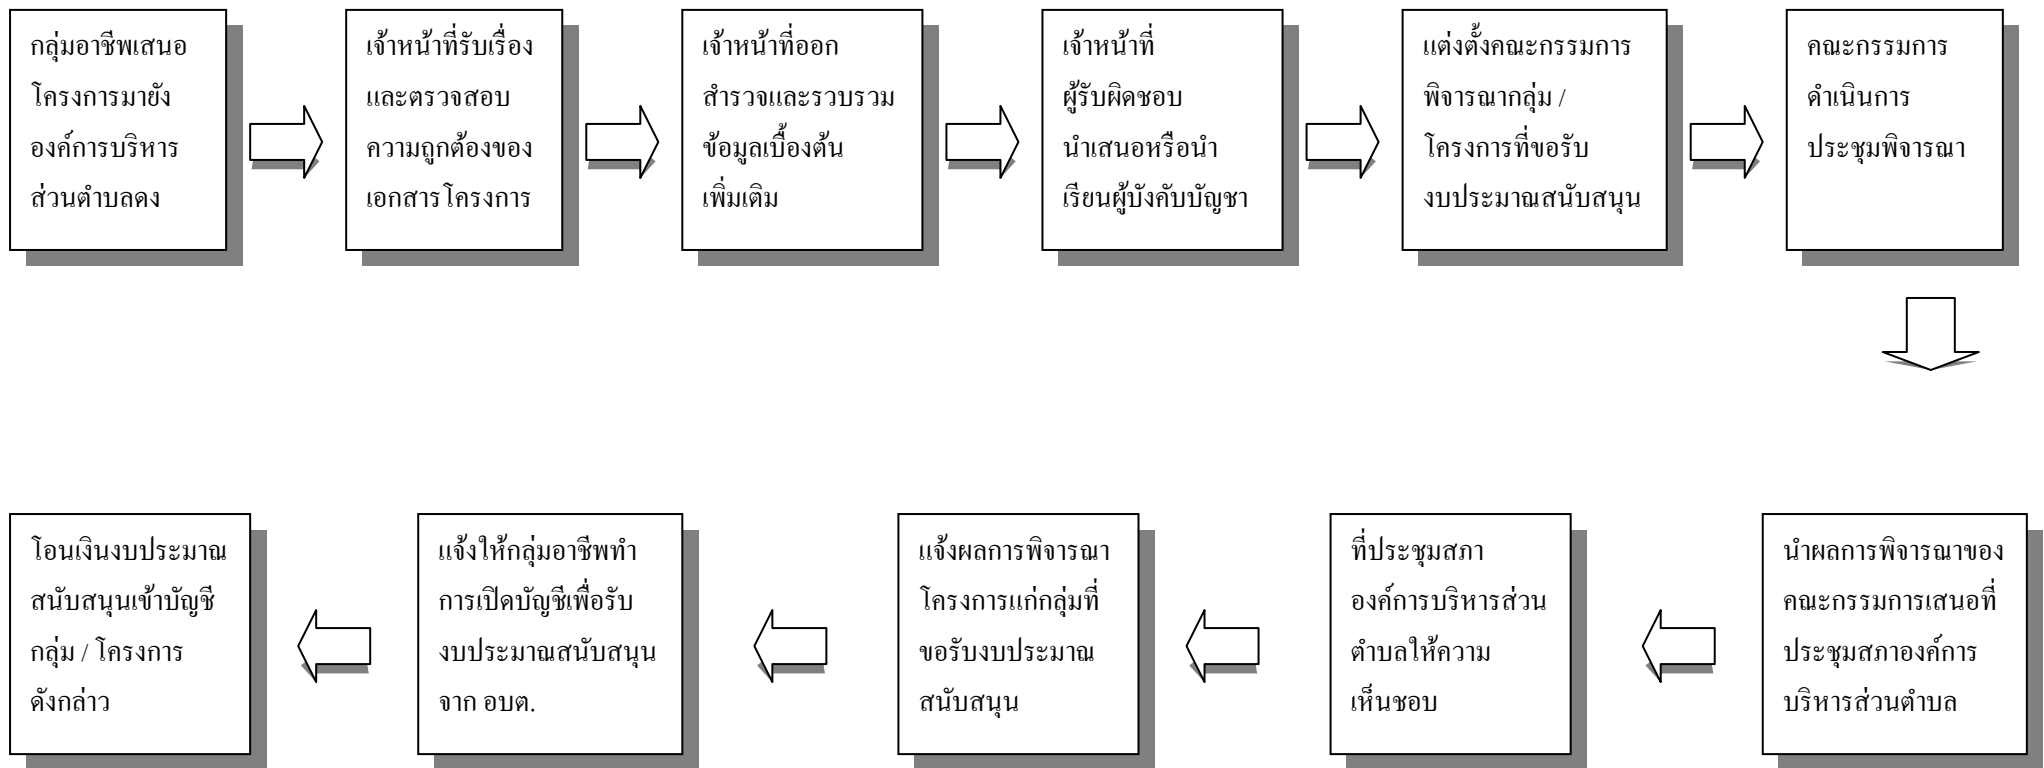 กลุ่มอาชีพเสนอ
โครงการมายัง
องค์การบริหาร
ส่วนตำบลดง
เจ้าหน้าที่รับเรื่อง
และตรวจสอบ
ความถูกต้องของ
เอกสารโครงการ
เจ้าหน้าที่ออก
สำรวจและรวบรวม
ข้อมูลเบื้องต้น
เพิ่มเติม
เจ้าหน้าที่
ผู้รับผิดชอบ
นำเสนอหรือนำ
เรียนผู้บังคับบัญชา
แต่งตั้งคณะกรรมการ
พิจารณากลุ่ม /
โครงการที่ขอรับ
งบประมาณสนับสนุน
คณะกรรมการ
ดำเนินการ
ประชุมพิจารณา
นำผลการพิจารณาของ
คณะกรรมการเสนอที่
ประชุมสภาองค์การ
บริหารส่วนตำบล
ที่ประชุมสภา
องค์การบริหารส่วน
ตำบลให้ความ
เห็นชอบ
แจ้งผลการพิจารณา
โครงการแก่กลุ่มที่
ขอรับงบประมาณ
สนับสนุน
แจ้งให้กลุ่มอาชีพทำ
การเปิดบัญชีเพื่อรับ
งบประมาณสนับสนุน
จาก อบต.
โอนเงินงบประมาณ
สนับสนุนเข้าบัญชี
กลุ่ม / โครงการ
ดังกล่าว